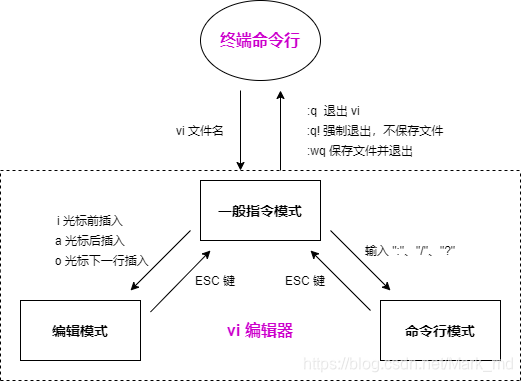 终端命令行
vi 文件名
:q 退出 vi
:q! 强制退出，不保存文件
:wq 保存文件并退出
一般指令模式
i 光标前插入
a 光标后插入
o 光标下一行插入
输入 ":"、"/"、"?"
ESC 键
ESC 键
编辑模式
vi 编辑器
命令行模式
https://blog.csdn.net/Mark_md